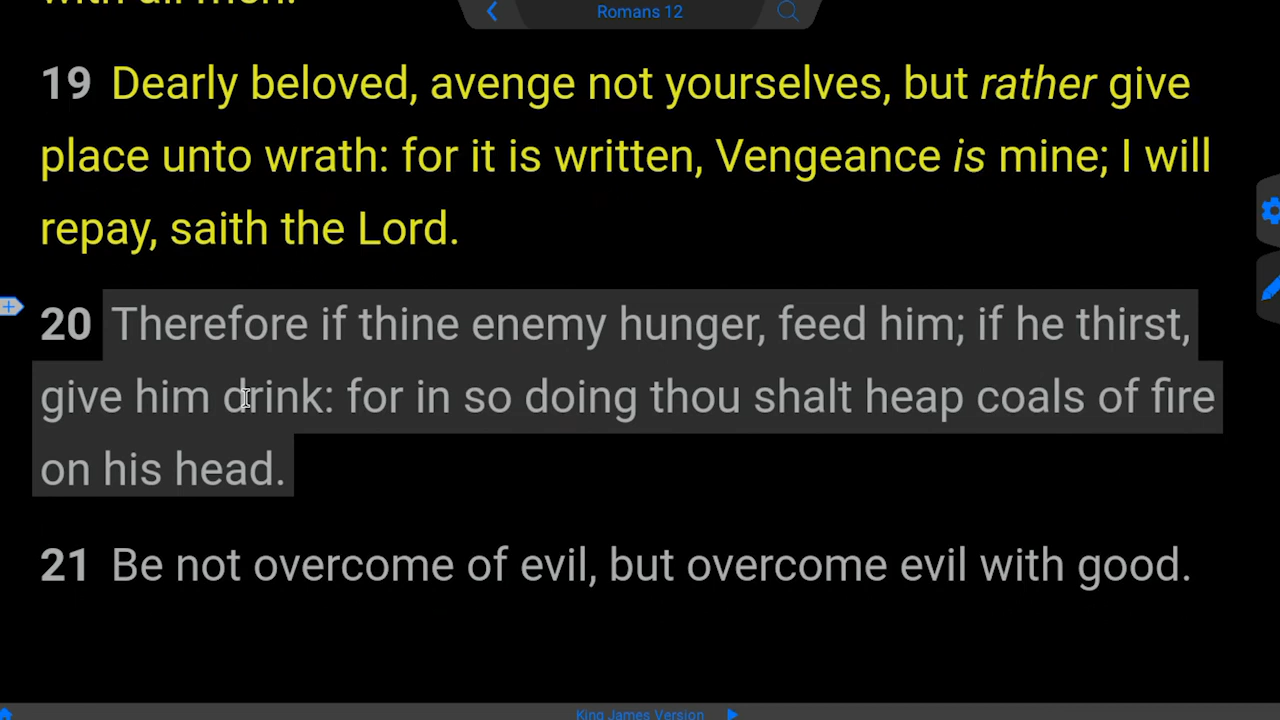 with all men.
Romans 12
19 Dearly beloved, avenge not yourselves, but rather give
place unto wrath: for it is written, Vengeance is mine; I will
repay, saith the Lord.
20 Therefore if thine enemy hunger, feed him; if he thirst,
give him drink: for in so doing thou shalt heap coals of fire
on his head.
21 Be not overcome of evil, but overcome evil with good.
King James Version